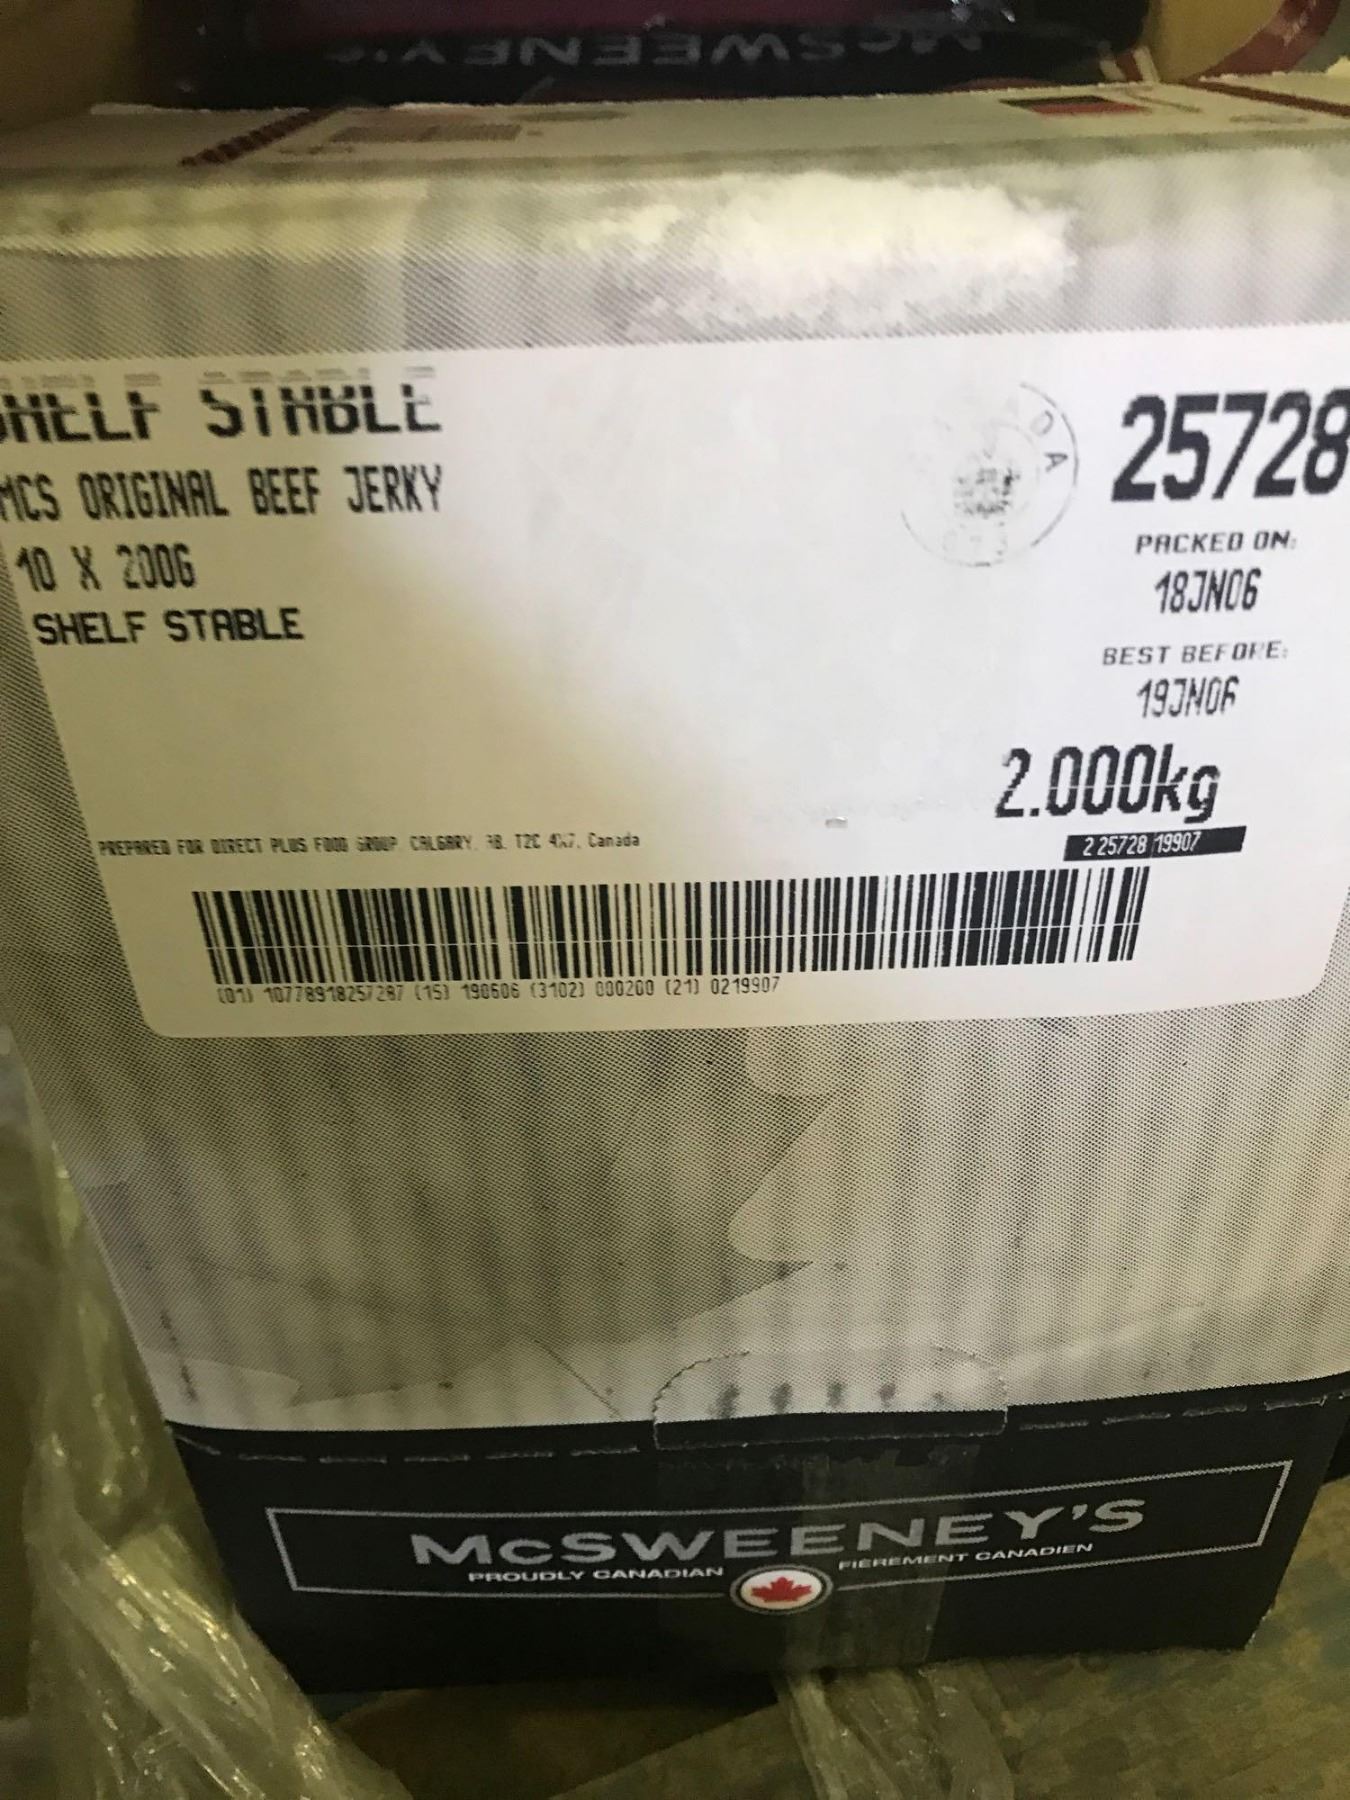 McSWEENEY'S
SHELF STABLE
MCS ORIGINAL BEEF JERKY
10 X 200G
SHELF STABLE
25728
PACKED ON:
18JN06
BEST BEFORE:
19JN06
2.000kg
2 25728 19907
PREPARED FOR DIRECT PLUS FOOD GROUP. CALGARY, AB. T2C 4X7, Canada
(01) 10778918257287 (15) 190606 (3102) 000200 (21) 0219907
McSWEENEY'S
PROUDLY CANADIAN FIÈREMENT CANADIEN